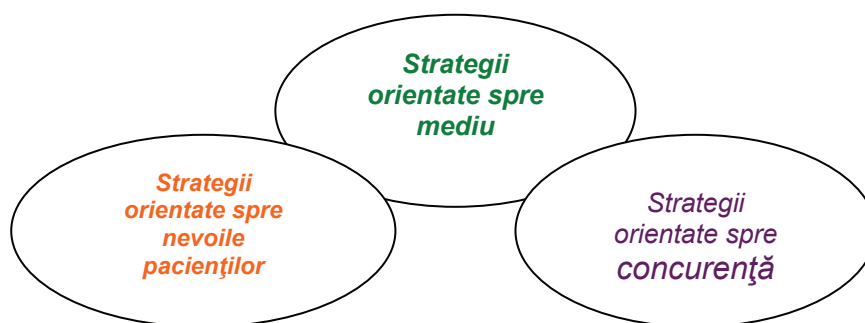 Strategii
orientate spre
mediu
Strategii
orientate spre
nevoile
pacienţilor
Strategii
orientate spre
concurenţă